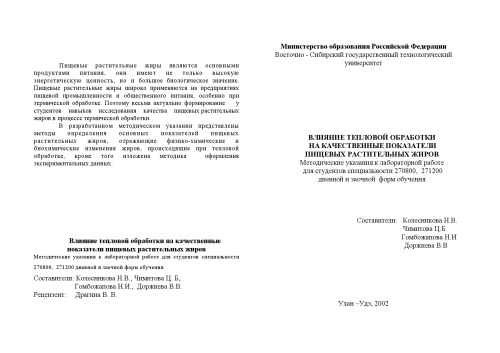 Пищевые растительные жиры являются основными
продуктами питания, они имеют не только высокую
энергетическую ценность, но и большое биологическое значение.
Пищевые растительные жиры широко применяются на предприятиях
пищевой промышленности и общественного питания, особенно при
термической обработке. Поэтому весьма актуально формирование у
студентов навыков исследования качества пищевых растительных
жиров в процессе термической обработки.
В разработанном методическом указании представлены
методы определения основных показателей пищевых
растительных жиров, отражающие физико-химические и
биохимические изменения жиров, происходящие при тепловой
обработке, кроме того изложена методика оформления
экспериментальных данных.
Влияние тепловой обработки на качественные
показатели пищевых растительных жиров
Методические указания к лабораторной работе для студентов специальности
270800, 271200 дневной и заочной форм обучения.
Составители: Колесникова Н.В., Чимитова Ц. Б,
Гомбожапова Н.И., Доржиева В.В.
Рецензент: Драгина В. В.
Министерство образования Российской Федерации
Восточно - Сибирский государственный технологический
университет
ВЛИЯНИЕ ТЕПЛОВОЙ ОБРАБОТКИ
НА КАЧЕСТВЕННЫЕ ПОКАЗАТЕЛИ
ПИЩЕВЫХ РАСТИТЕЛЬНЫХ ЖИРОВ
Методические указания к лабораторной работе
для студентов специальности 270800, 271200
дневной и заочной форм обучения
Составители: Колесникова Н.В.
Чимитова Ц.Б
Гомбожапова Н.И
Доржиева В.В
Улан –Удэ, 2002